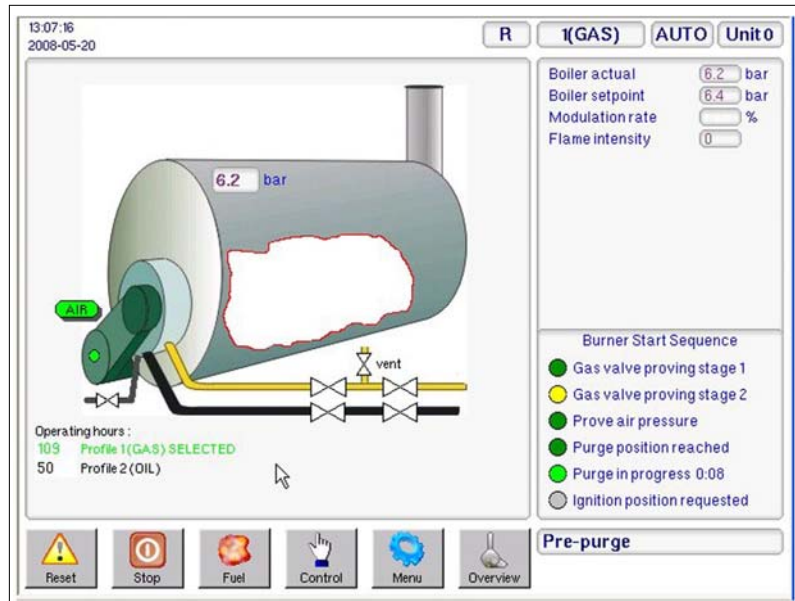 13:07:16
2008-05-20
R
1(GAS)
AUTO
Unit 0
Boiler actual 6.2 bar
Boiler setpoint 6.4 bar
Modulation rate %
Flame intensity 0
6.2 bar
AIR
vent
Operating hours :
109 Profile 1(GAS) SELECTED
50 Profile 2 (OIL)
Burner Start Sequence
Gas valve proving stage 1
Gas valve proving stage 2
Prove air pressure
Purge position reached
Purge in progress 0:08
Ignition position requested
Pre-purge
Reset
Stop
Fuel
Control
Menu
Overview